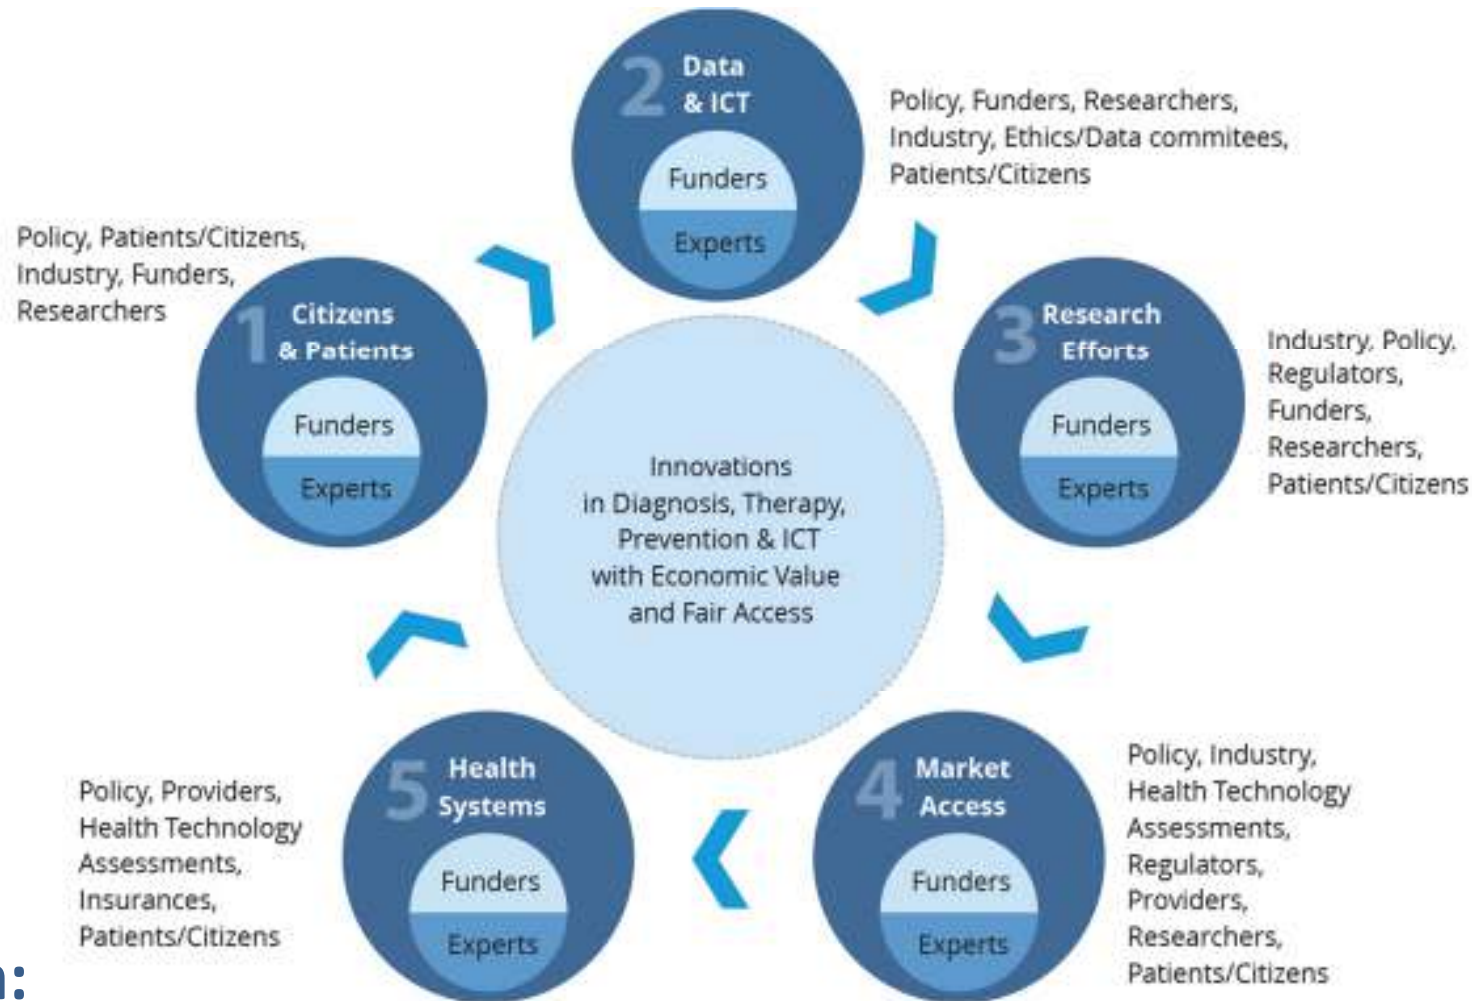 2
Data
& ICT
Funders
Experts
Policy, Funders, Researchers,
Industry, Ethics/Data commitees,
Patients/Citizens
Policy, Patients/Citizens,
Industry, Funders,
Researchers
1
Citizens
& Patients
Funders
Experts
3
Research
Efforts
Funders
Experts
Industry, Policy,
Regulators,
Funders,
Researchers,
Patients/Citizens
Innovations
in Diagnosis, Therapy,
Prevention & ICT
with Economic Value
and Fair Access
5
Health
Systems
Funders
Experts
Policy, Providers,
Health Technology
Assessments,
Insurances,
Patients/Citizens
4
Market
Access
Funders
Experts
Policy, Industry,
Health Technology
Assessments,
Regulators,
Providers,
Researchers,
Patients/Citizens